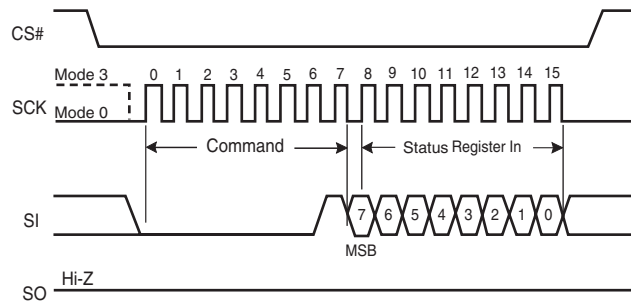 CS#
Mode 3
0 1 2 3 4 5 6 7 8 9 10 11 12 13 14 15
SCK
Mode 0
Command
Status Register In
SI
7 6 5 4 3 2 1 0
MSB
Hi-Z
SO